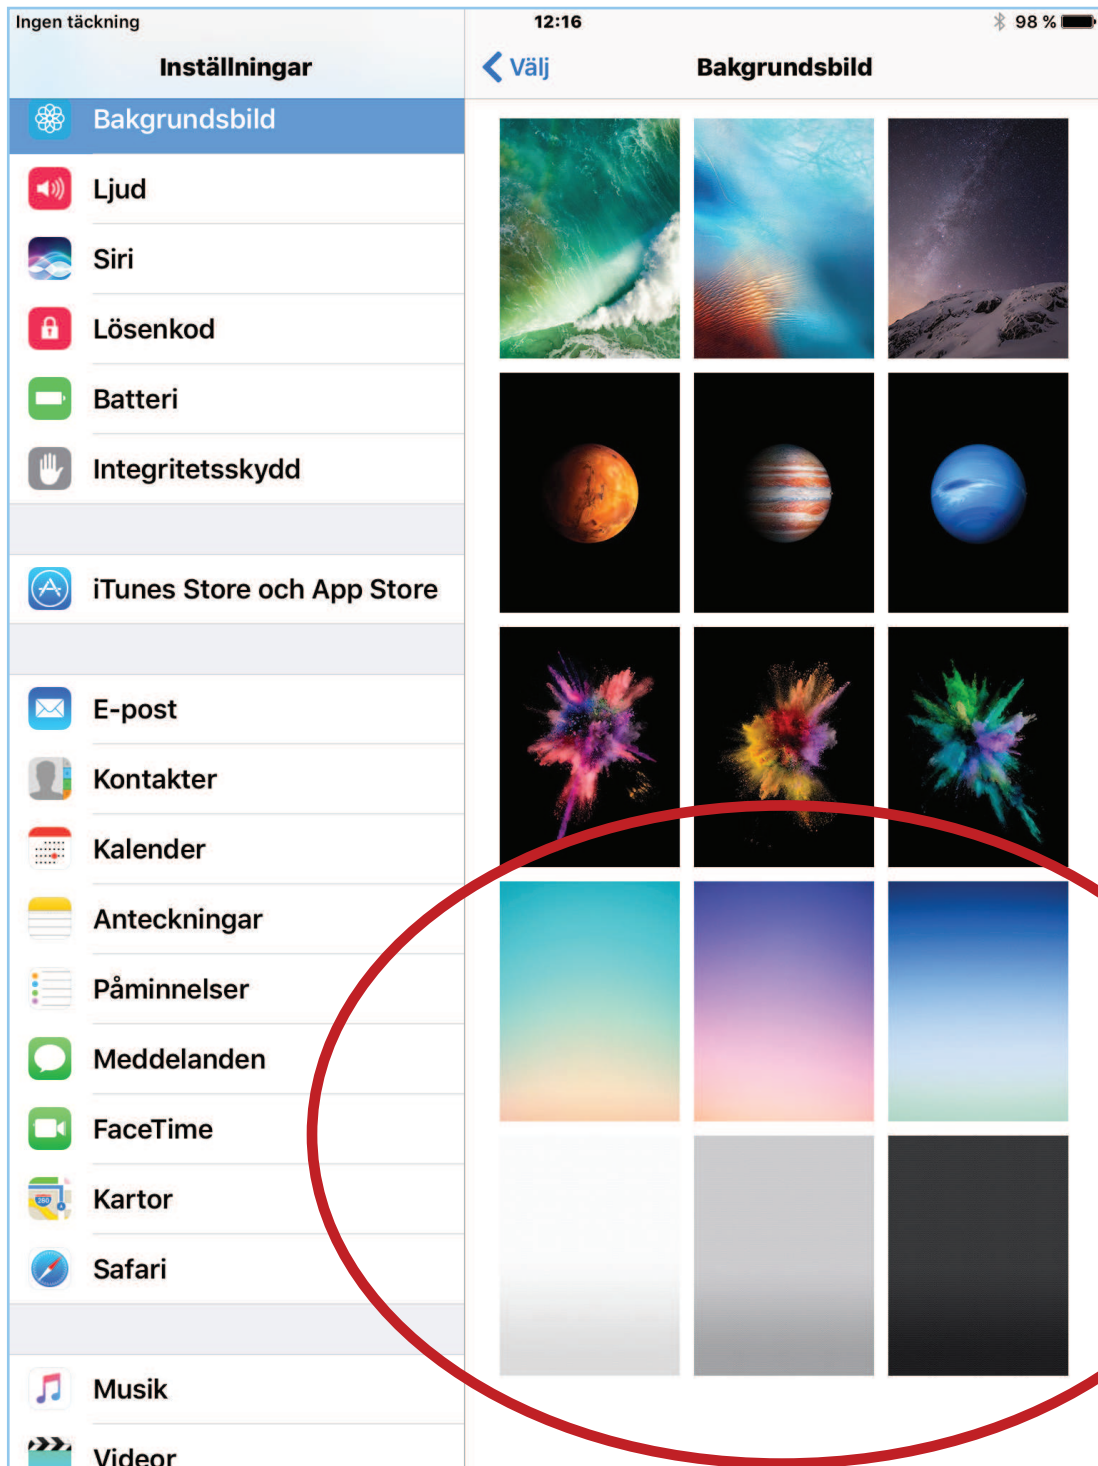 Ingen täckning
12:16
98 %
Inställningar
Välj
Bakgrundsbild
Bakgrundsbild
Ljud
Siri
Lösenkod
Batteri
Integritetsskydd
iTunes Store och App Store
E-post
Kontakter
Kalender
Anteckningar
Påminnelser
Meddelanden
FaceTime
Kartor
Safari
Musik
Videor